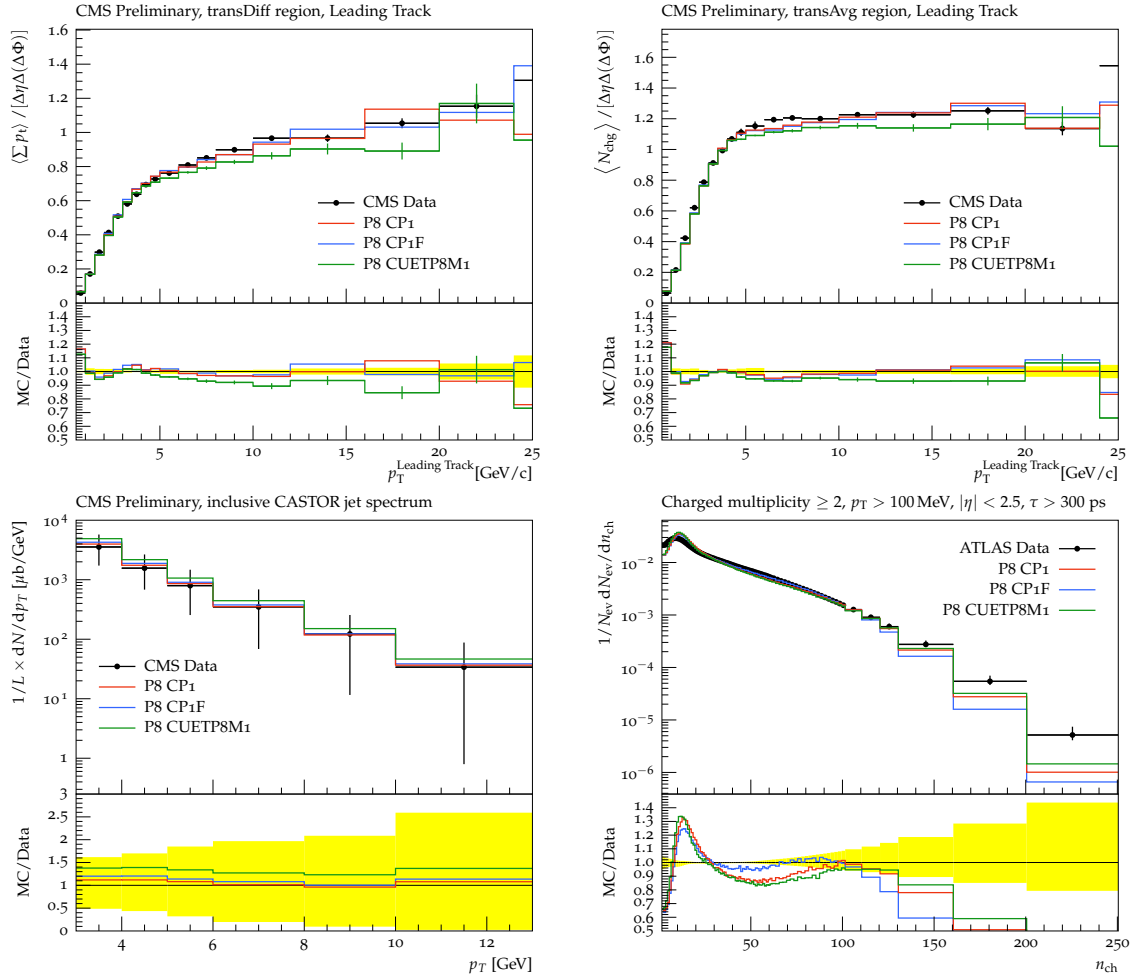 CMS Preliminary, transDiff region, Leading Track
⟨∑ pt⟩ / [ΔηΔ(ΔΦ)]
1.6
1.4
1.2
1
0.8
0.6
0.4
0.2
0
CMS Data
P8 CP1
P8 CP1F
P8 CUETP8M1
MC/Data
1.4
1.3
1.2
1.1
1.0
0.9
0.8
0.7
0.6
0.5
5 10 15 20 25
p_T^Leading Track [GeV/c]
CMS Preliminary, transAvg region, Leading Track
⟨N_chg⟩ / [ΔηΔ(ΔΦ)]
1.6
1.4
1.2
1
0.8
0.6
0.4
0.2
0
CMS Data
P8 CP1
P8 CP1F
P8 CUETP8M1
MC/Data
1.4
1.3
1.2
1.1
1.0
0.9
0.8
0.7
0.6
0.5
5 10 15 20 25
p_T^Leading Track [GeV/c]
CMS Preliminary, inclusive CASTOR jet spectrum
1/L × dN/dp_T [μb/GeV]
10^4
10^3
10^2
10^1
1
CMS Data
P8 CP1
P8 CP1F
P8 CUETP8M1
MC/Data
3
2.5
2
1.5
1
0.5
0
4 6 8 10 12
p_T [GeV]
Charged multiplicity ≥ 2, p_T > 100 MeV, |η| < 2.5, τ > 300 ps
1/N_ev dN_ev/dn_ch
10^−2
10^−3
10^−4
10^−5
10^−6
ATLAS Data
P8 CP1
P8 CP1F
P8 CUETP8M1
MC/Data
1.4
1.3
1.2
1.1
1.0
0.9
0.8
0.7
0.6
0.5
50 100 150 200 250
n_ch